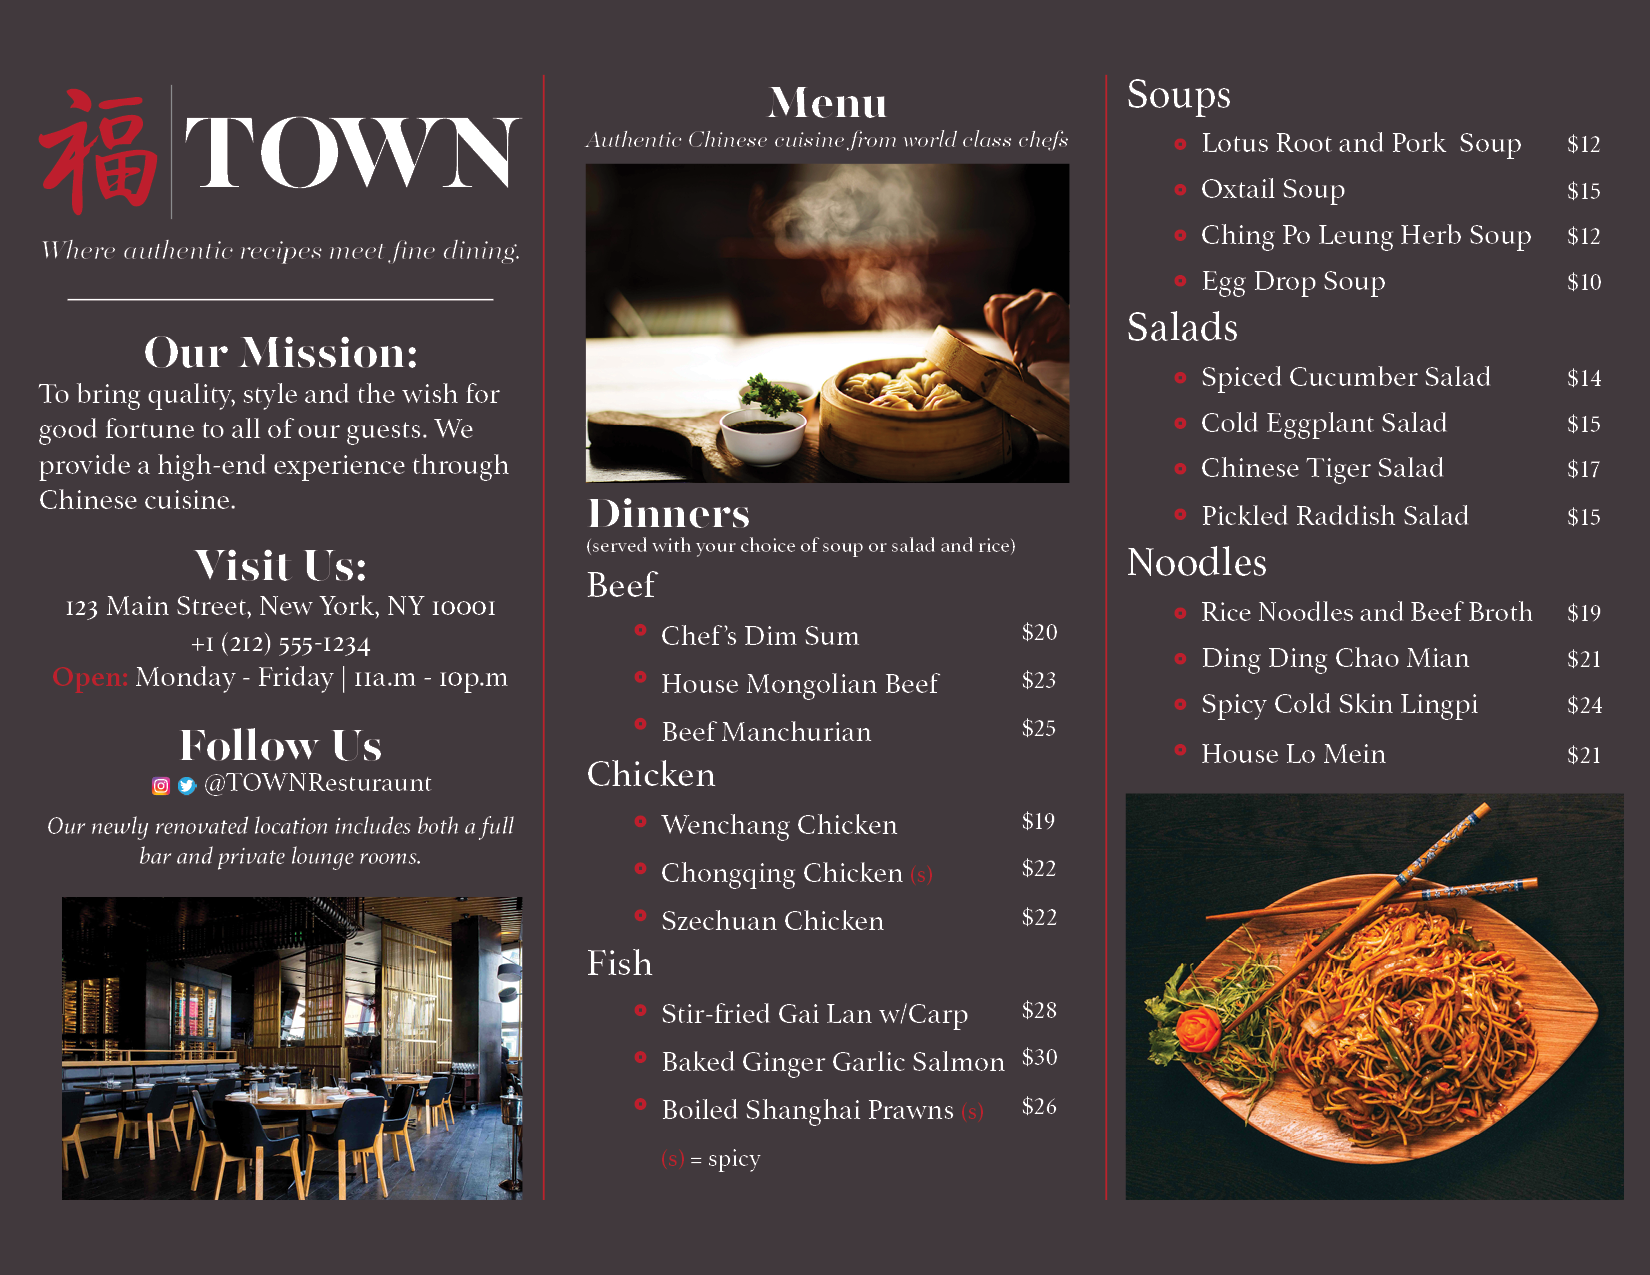 福
TOWN
Where authentic recipes meet fine dining.
Our Mission:
To bring quality, style and the wish for
good fortune to all of our guests. We
provide a high-end experience through
Chinese cuisine.
Visit Us:
123 Main Street, New York, NY 10001
+1 (212) 555-1234
Open: Monday - Friday | 11a.m - 10p.m
Follow Us
@TOWNResturaunt
Our newly renovated location includes both a full
bar and private lounge rooms.
Menu
Authentic Chinese cuisine from world class chefs
Dinners
(served with your choice of soup or salad and rice)
Beef
Chef's Dim Sum $20
House Mongolian Beef $23
Beef Manchurian $25
Chicken
Wenchang Chicken $19
Chongqing Chicken (s) $22
Szechuan Chicken $22
Fish
Stir-fried Gai Lan w/Carp $28
Baked Ginger Garlic Salmon $30
Boiled Shanghai Prawns (s) $26
(s) = spicy
Soups
Lotus Root and Pork Soup $12
Oxtail Soup $15
Ching Po Leung Herb Soup $12
Egg Drop Soup $10
Salads
Spiced Cucumber Salad $14
Cold Eggplant Salad $15
Chinese Tiger Salad $17
Pickled Raddish Salad $15
Noodles
Rice Noodles and Beef Broth $19
Ding Ding Chao Mian $21
Spicy Cold Skin Lingpi $24
House Lo Mein $21